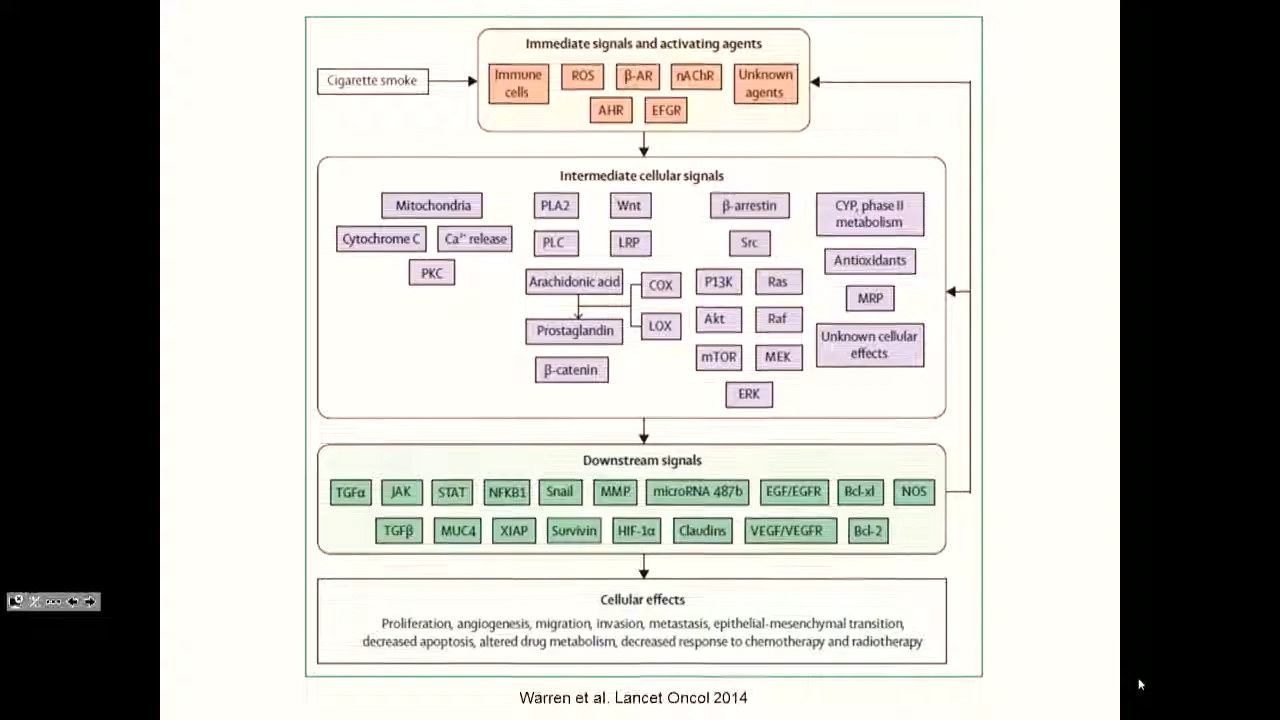 Immediate signals and activating agents
Cigarette smoke
Immune
cells
ROS
β-AR
nAChR
Unknown
agents
AHR
EFGR
Intermediate cellular signals
Mitochondria
PLA2
Wnt
β-arrestin
CYP, phase II
metabolism
Cytochrome C
Ca²⁺ release
PLC
LRP
Src
Antioxidants
PKC
Arachidonic acid
COX
P13K
Ras
MRP
Prostaglandin
LOX
Akt
Raf
Unknown cellular
effects
β-catenin
mTOR
MEK
ERK
Downstream signals
TGFα
JAK
STAT
NFKB1
Snail
MMP
microRNA 487b
EGF/EGFR
Bcl-xl
NOS
TGFβ
MUC4
XIAP
Survivin
HIF-1α
Claudins
VEGF/VEGFR
Bcl-2
Cellular effects
Proliferation, angiogenesis, migration, invasion, metastasis, epithelial-mesenchymal transition,
decreased apoptosis, altered drug metabolism, decreased response to chemotherapy and radiotherapy
Warren et al. Lancet Oncol 2014